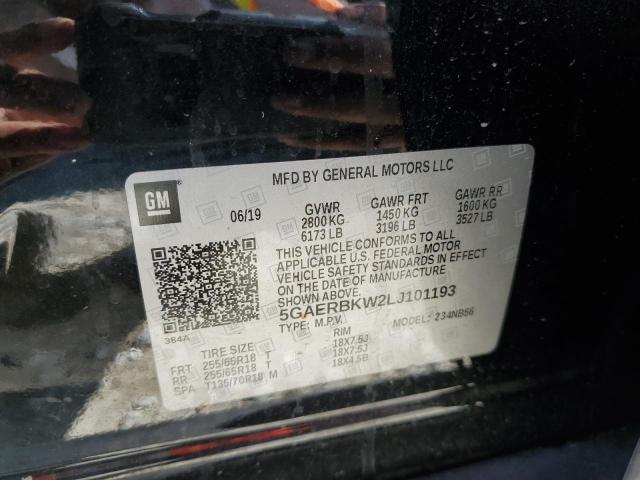 MFD BY GENERAL MOTORS LLC
GM
06/19
GVWR GAWR FRT GAWR RR
2800 KG 1450 KG 1600 KG
6173 LB 3196 LB 3527 LB
THIS VEHICLE CONFORMS TO ALL
APPLICABLE U.S. FEDERAL MOTOR
VEHICLE SAFETY STANDARDS IN EFFECT
ON THE DATE OF MANUFACTURE
SHOWN ABOVE.
5GAERBKW2LJ101193
TYPE: M.P.V. MODEL: 234NB56
384A
TIRE SIZE RIM
FRT 255/65R18 T 18X7.5J
RR 255/65R18 T 18X7.5J
SPA T135/70R18 M 18X4.5B